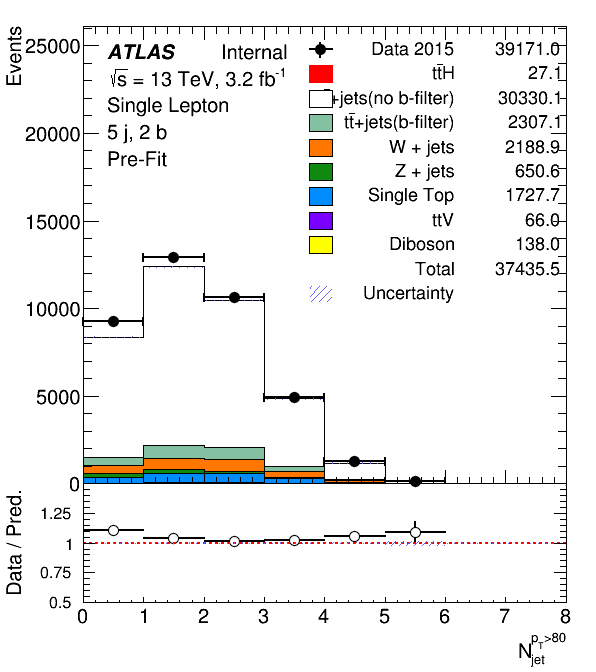 Events
25000
20000
15000
10000
5000
0
ATLAS Internal
√s = 13 TeV, 3.2 fb⁻¹
Single Lepton
5 j, 2 b
Pre-Fit
Data 2015 39171.0
tt̄H 27.1
+jets(no b-filter) 30330.1
tt̄+jets(b-filter) 2307.1
W + jets 2188.9
Z + jets 650.6
Single Top 1727.7
ttV 66.0
Diboson 138.0
Total 37435.5
Uncertainty
Data / Pred.
1.25
1
0.75
0.5
0 1 2 3 4 5 6 7 8
N_jet^{p_T>80}